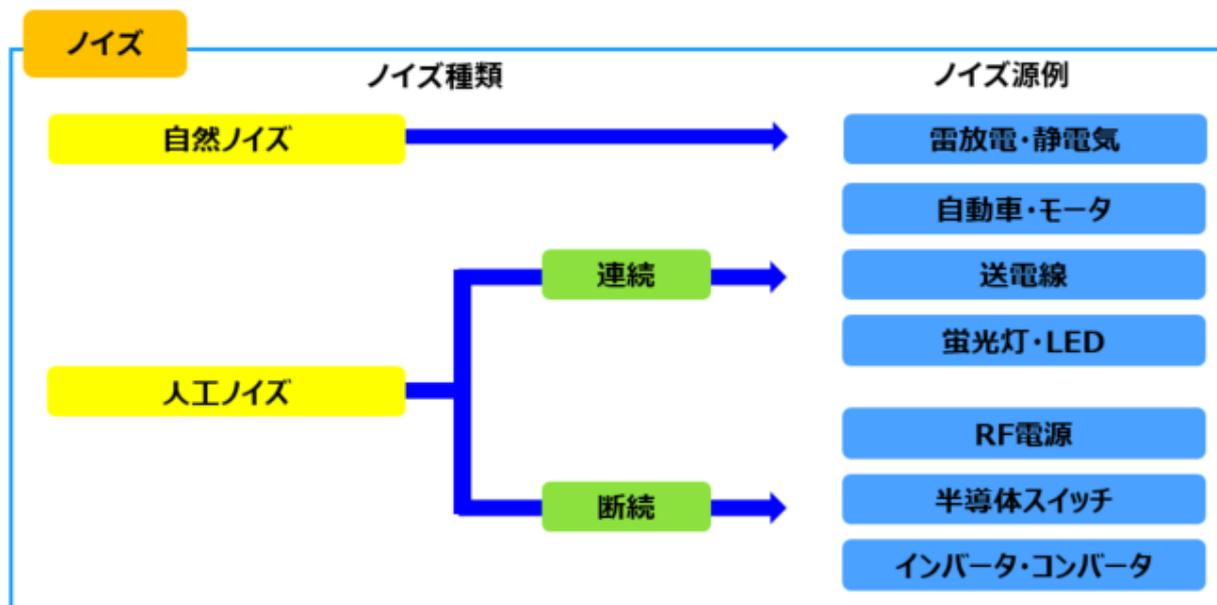 ノイズ
ノイズ種類
ノイズ源例
自然ノイズ
雷放電・静電気
自動車・モータ
連続
送電線
蛍光灯・LED
人工ノイズ
RF電源
断続
半導体スイッチ
インバータ・コンバータ